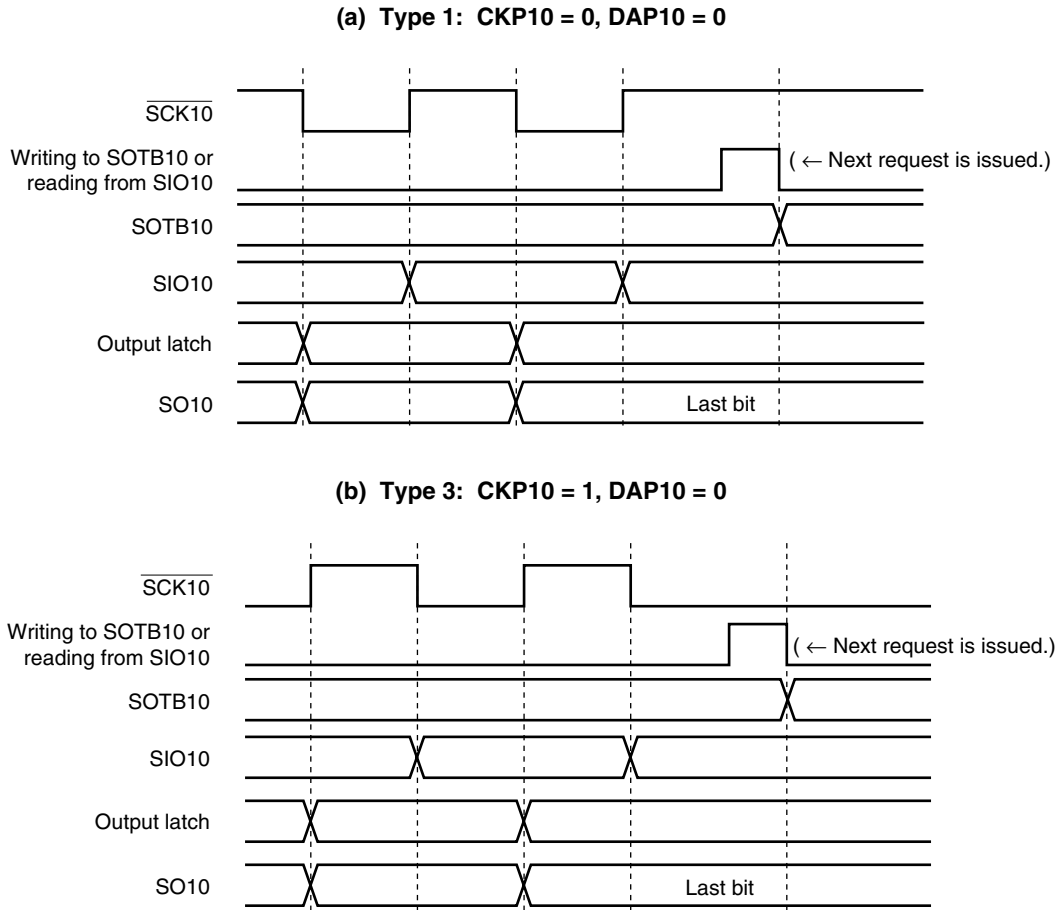 (a) Type 1: CKP10 = 0, DAP10 = 0
SCK10
Writing to SOTB10 or
reading from SIO10
( ← Next request is issued.)
SOTB10
SIO10
Output latch
SO10
Last bit
(b) Type 3: CKP10 = 1, DAP10 = 0
SCK10
Writing to SOTB10 or
reading from SIO10
( ← Next request is issued.)
SOTB10
SIO10
Output latch
SO10
Last bit